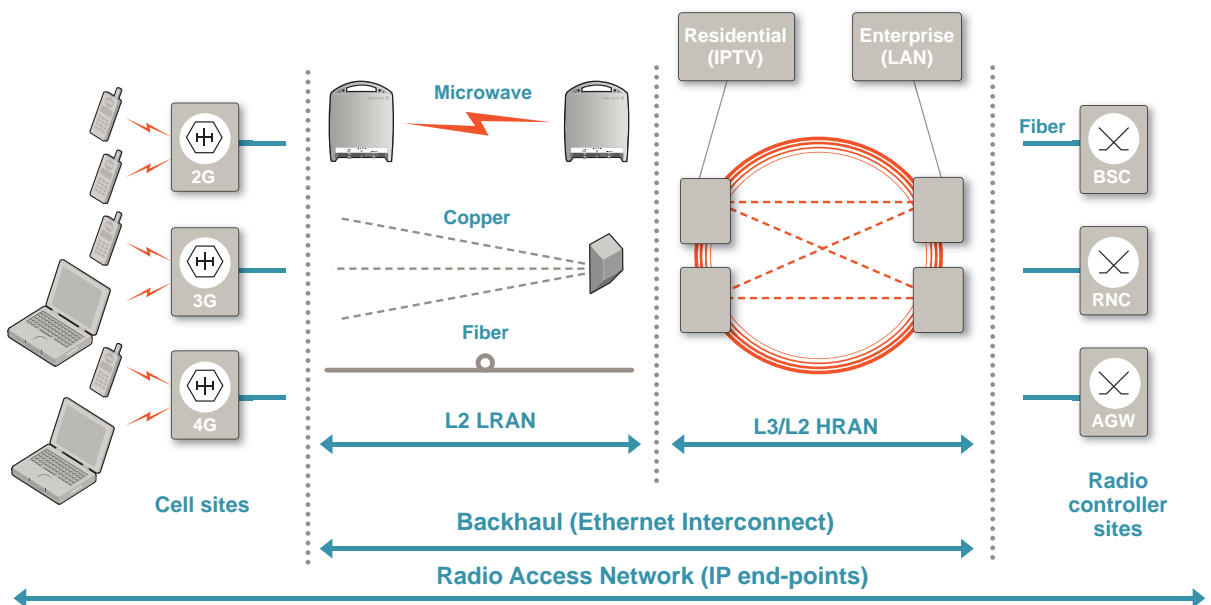 Residential
(IPTV)
Enterprise
(LAN)
Microwave
Fiber
2G
BSC
Copper
3G
RNC
Fiber
4G
AGW
L2 LRAN
L3/L2 HRAN
Cell sites
Radio
controller
sites
Backhaul (Ethernet Interconnect)
Radio Access Network (IP end-points)